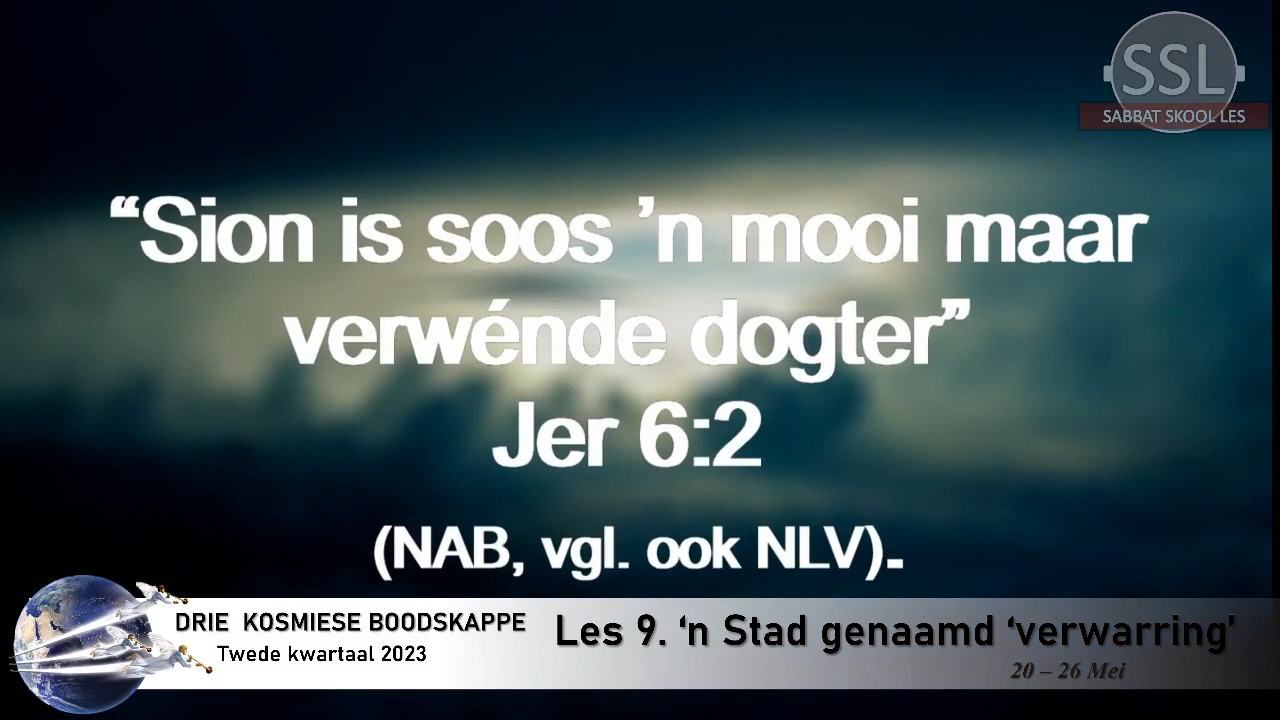 SSL
SABBAT SKOOL LES
“Sion is soos ’n mooi maar
verwénde dogter”
Jer 6:2
(NAB, vgl. ook NLV).
DRIE KOSMIESE BOODSKAPPE
Twede kwartaal 2023
Les 9. ‘n Stad genaamd ‘verwarring’
20 – 26 Mei